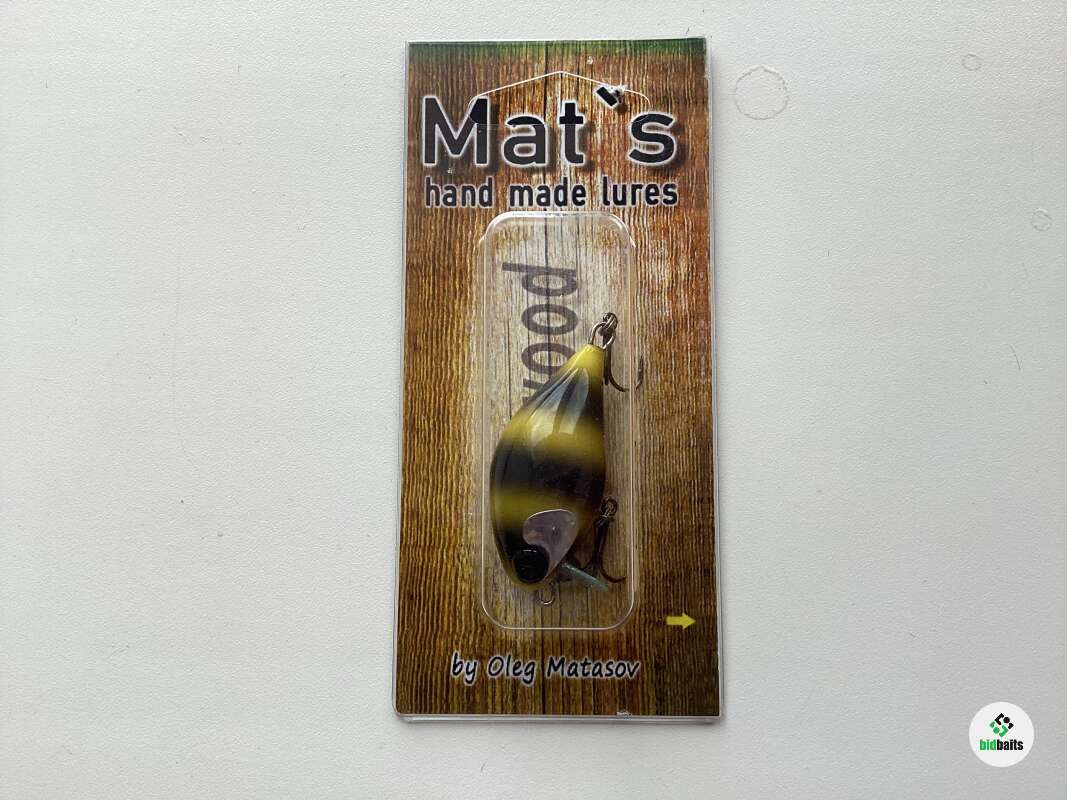 Mat`s
hand made lures
wood
by Oleg Matasov
bidbaits